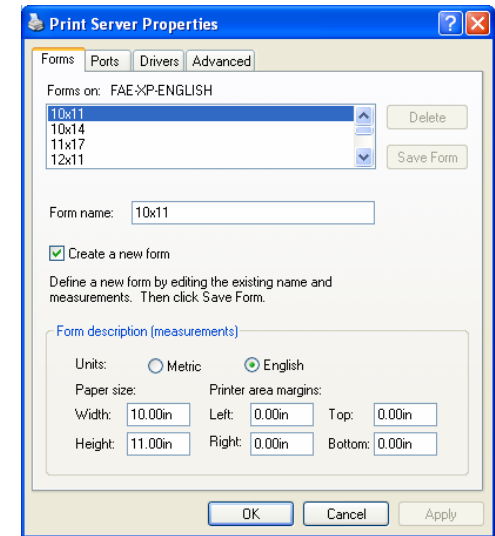 Print Server Properties
Forms Ports Drivers Advanced
Forms on: FAE-XP-ENGLISH
10x11
10x14
11x17
12x11
Delete
Save Form
Form name: 10x11
Create a new form
Define a new form by editing the existing name and
measurements. Then click Save Form.
Form description (measurements)
Units: Metric English
Paper size: Printer area margins:
Width: 10.00in Left: 0.00in Top: 0.00in
Height: 11.00in Right: 0.00in Bottom: 0.00in
OK Cancel Apply